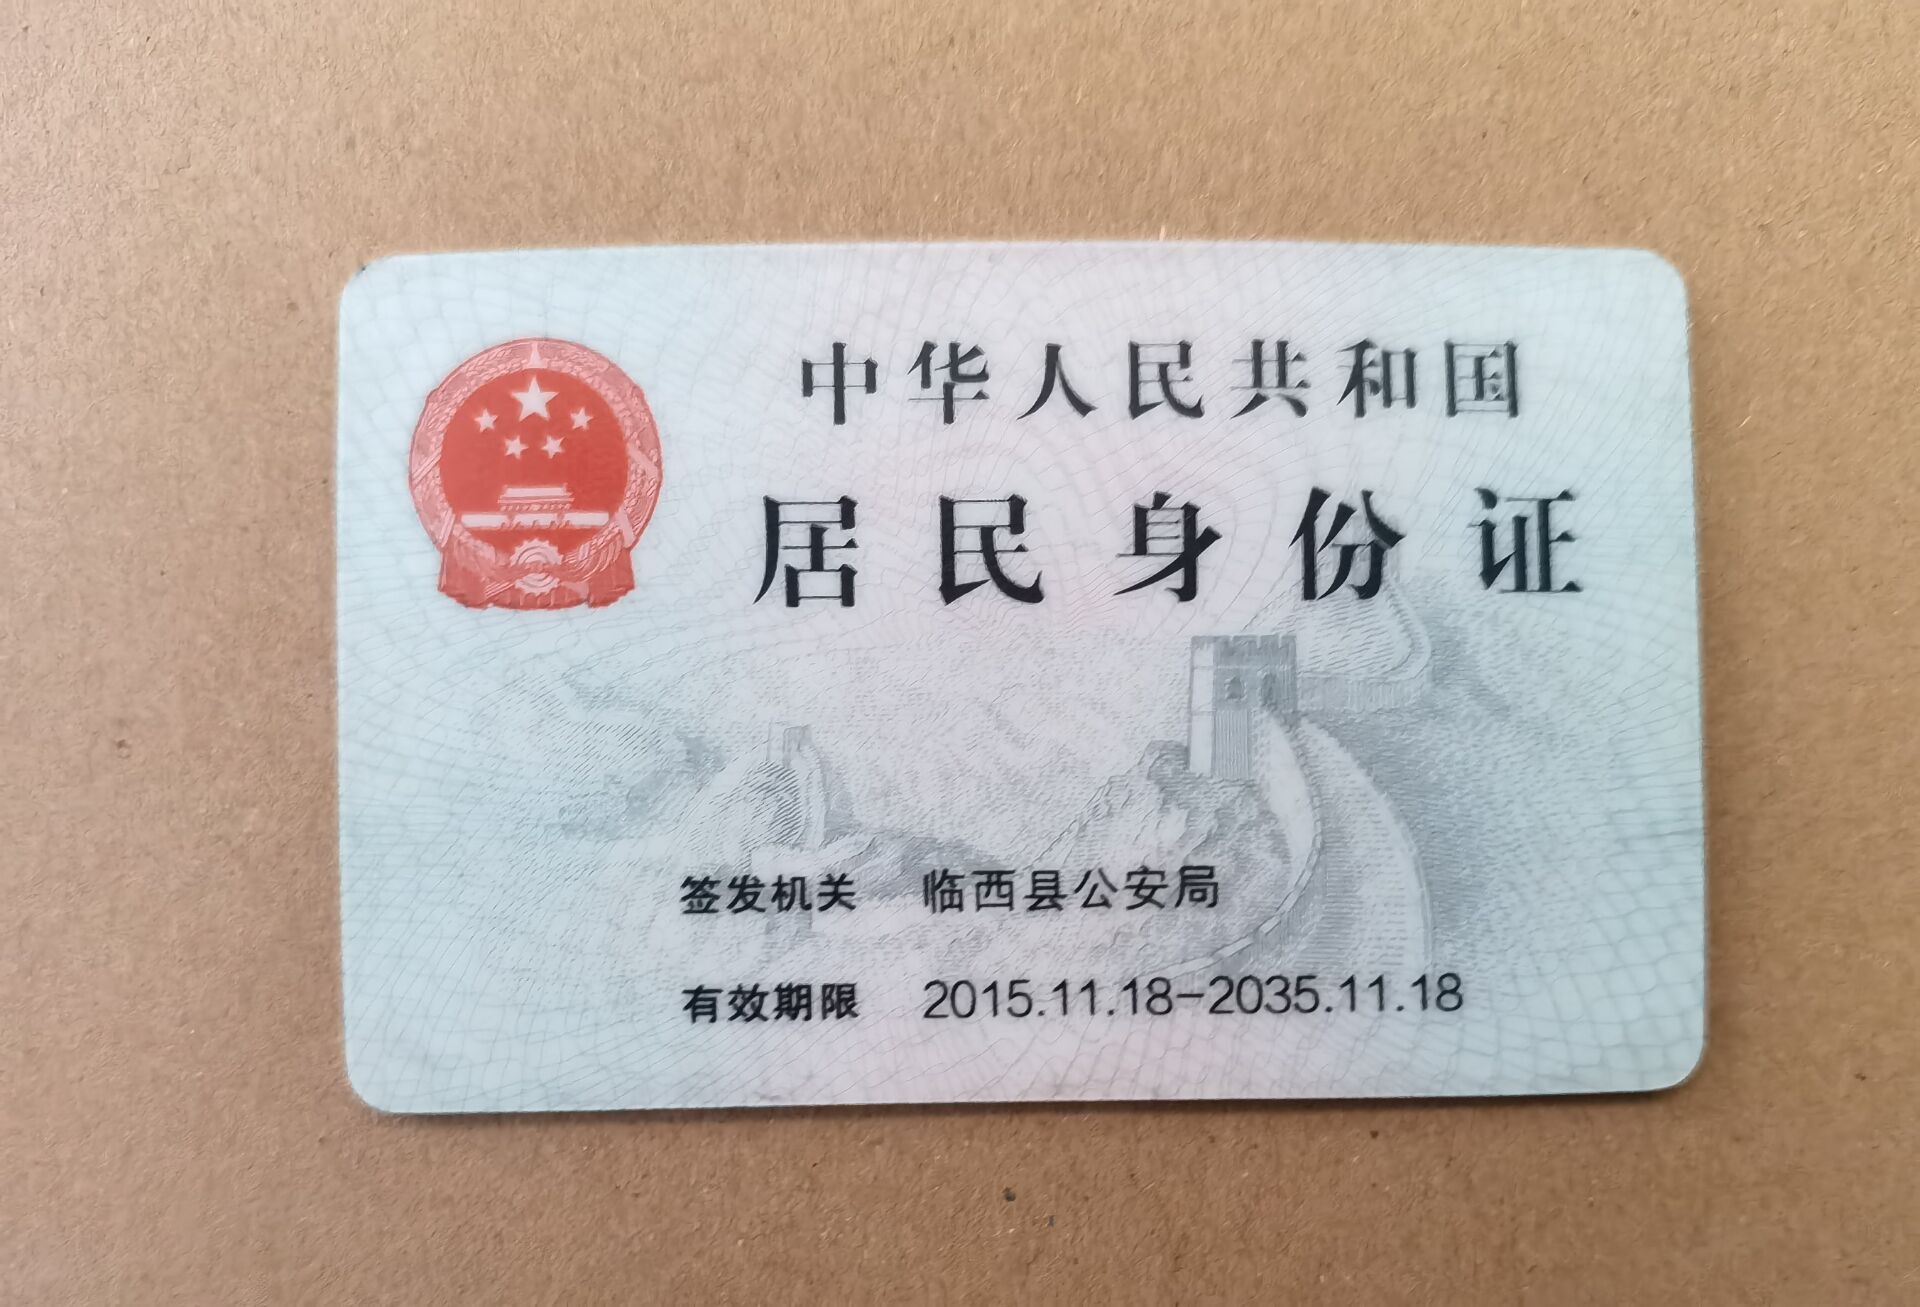 中华人民共和国
居民身份证
签发机关 临西县公安局
有效期限 2015.11.18-2035.11.18